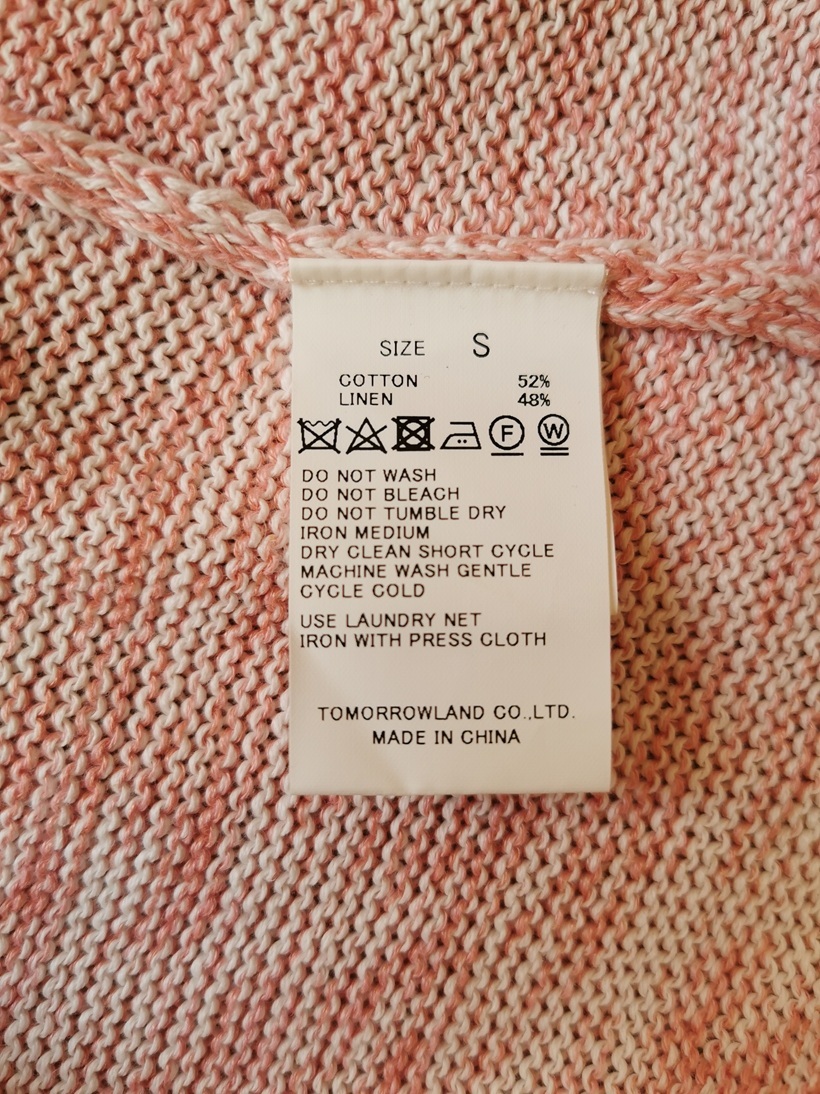 SIZE S
COTTON 52%
LINEN 48%
F W
DO NOT WASH
DO NOT BLEACH
DO NOT TUMBLE DRY
IRON MEDIUM
DRY CLEAN SHORT CYCLE
MACHINE WASH GENTLE
CYCLE COLD
USE LAUNDRY NET
IRON WITH PRESS CLOTH
TOMORROWLAND CO.,LTD.
MADE IN CHINA